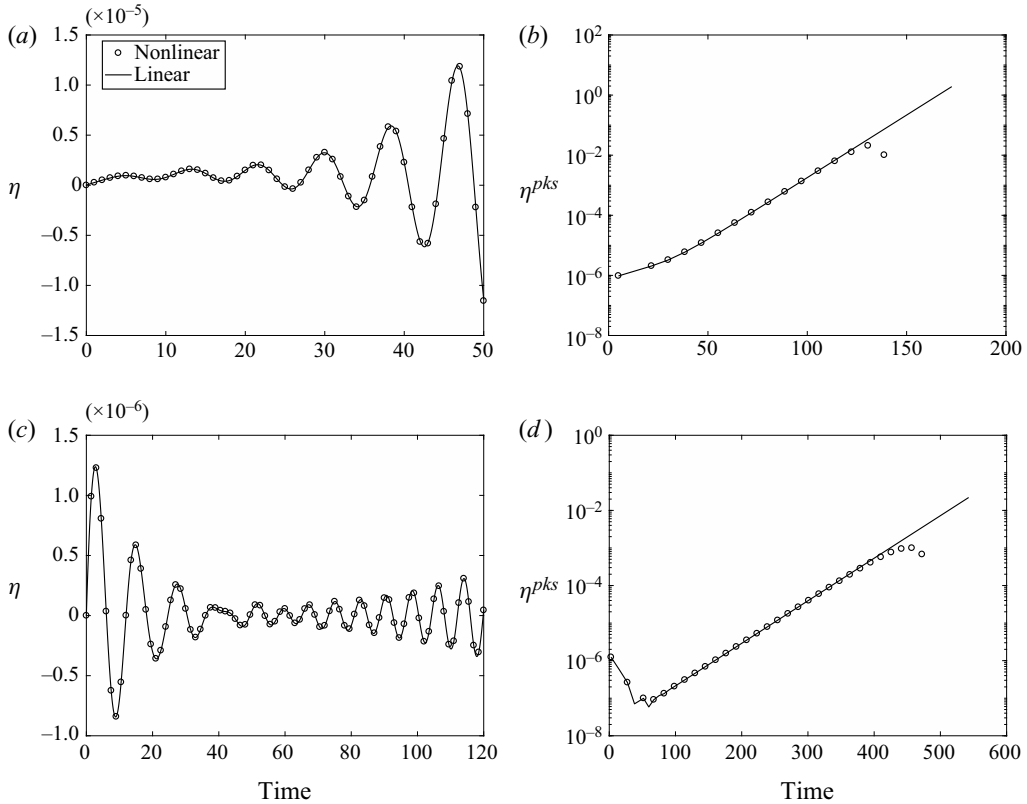 (×10⁻⁵)
(a)
1.5
1.0
0.5
0
−0.5
−1.0
−1.5
η
Nonlinear
Linear
0 10 20 30 40 50
(b)
10²
10⁰
10⁻²
10⁻⁴
10⁻⁶
10⁻⁸
η^pks
0 50 100 150 200
(×10⁻⁶)
(c)
1.5
1.0
0.5
0
−0.5
−1.0
η
0 20 40 60 80 100 120
Time
(d)
10⁰
10⁻²
10⁻⁴
10⁻⁶
10⁻⁸
η^pks
0 100 200 300 400 500 600
Time